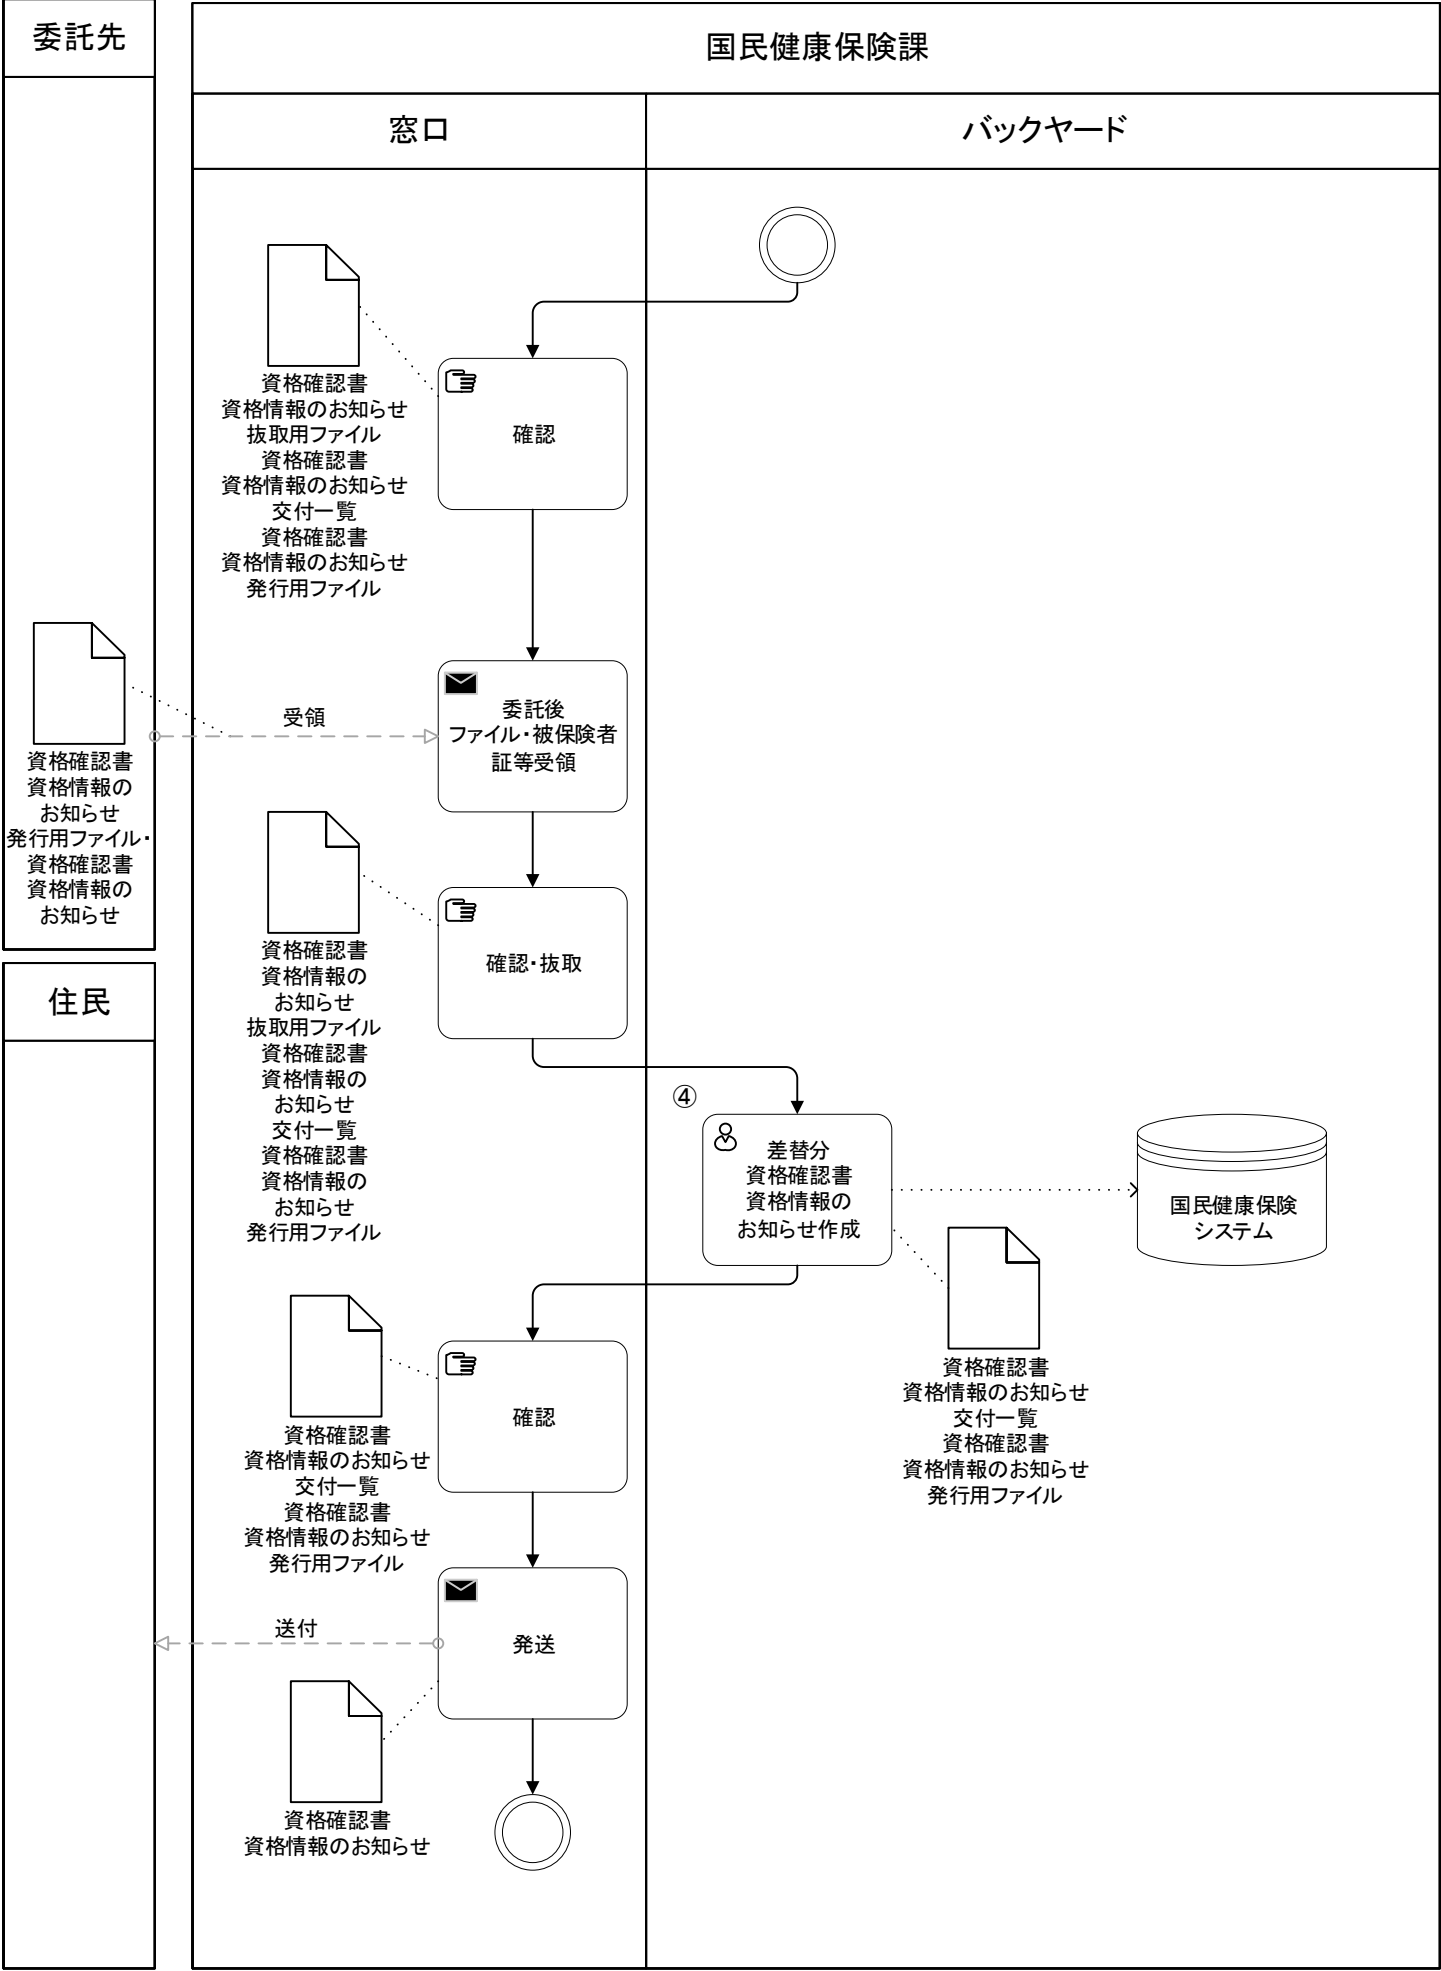 委託先
国民健康保険課
窓口
バックヤード
資格確認書
資格情報のお知らせ
抜取用ファイル
資格確認書
資格情報のお知らせ
交付一覧
資格確認書
資格情報のお知らせ
発行用ファイル
確認
資格確認書
資格情報の
お知らせ
発行用ファイル・
資格確認書
資格情報の
お知らせ
受領
委託後
ファイル・被保険者
証等受領
資格確認書
資格情報の
お知らせ
抜取用ファイル
資格確認書
資格情報の
お知らせ
交付一覧
資格確認書
資格情報の
お知らせ
発行用ファイル
確認・抜取
住民
④
差替分
資格確認書
資格情報の
お知らせ作成
国民健康保険
システム
資格確認書
資格情報のお知らせ
交付一覧
資格確認書
資格情報のお知らせ
発行用ファイル
資格確認書
資格情報のお知らせ
交付一覧
資格確認書
資格情報のお知らせ
発行用ファイル
確認
送付
発送
資格確認書
資格情報のお知らせ